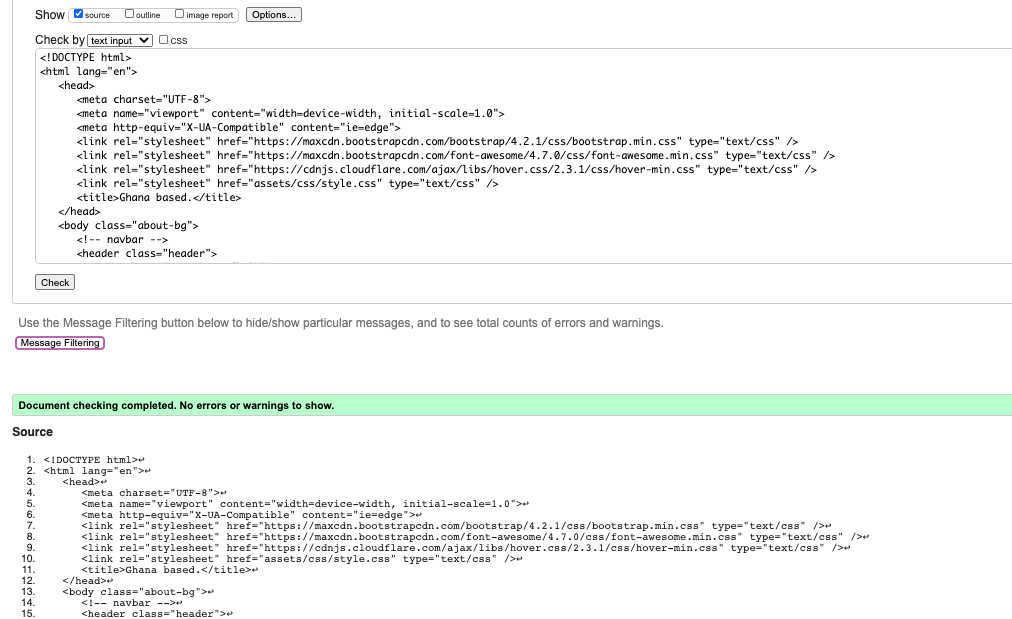 Show source outline image report Options...
Check by text input css
<!DOCTYPE html>
<html lang="en">
<head>
<meta charset="UTF-8">
<meta name="viewport" content="width=device-width, initial-scale=1.0">
<meta http-equiv="X-UA-Compatible" content="ie=edge">
<link rel="stylesheet" href="https://maxcdn.bootstrapcdn.com/bootstrap/4.2.1/css/bootstrap.min.css" type="text/css" />
<link rel="stylesheet" href="https://maxcdn.bootstrapcdn.com/font-awesome/4.7.0/css/font-awesome.min.css" type="text/css" />
<link rel="stylesheet" href="https://cdnjs.cloudflare.com/ajax/libs/hover.css/2.3.1/css/hover-min.css" type="text/css" />
<link rel="stylesheet" href="assets/css/style.css" type="text/css" />
<title>Ghana based.</title>
</head>
<body class="about-bg">
<!-- navbar -->
<header class="header">
Check
Use the Message Filtering button below to hide/show particular messages, and to see total counts of errors and warnings.
Message Filtering
Document checking completed. No errors or warnings to show.
Source
1. <!DOCTYPE html>↩
2. <html lang="en">↩
3. <head>↩
4. <meta charset="UTF-8">↩
5. <meta name="viewport" content="width=device-width, initial-scale=1.0">↩
6. <meta http-equiv="X-UA-Compatible" content="ie=edge">↩
7. <link rel="stylesheet" href="https://maxcdn.bootstrapcdn.com/bootstrap/4.2.1/css/bootstrap.min.css" type="text/css" />↩
8. <link rel="stylesheet" href="https://maxcdn.bootstrapcdn.com/font-awesome/4.7.0/css/font-awesome.min.css" type="text/css" />↩
9. <link rel="stylesheet" href="https://cdnjs.cloudflare.com/ajax/libs/hover.css/2.3.1/css/hover-min.css" type="text/css" />↩
10. <link rel="stylesheet" href="assets/css/style.css" type="text/css" />↩
11. <title>Ghana based.</title>↩
12. </head>↩
13. <body class="about-bg">↩
14. <!-- navbar -->↩
15. <header class="header">↩